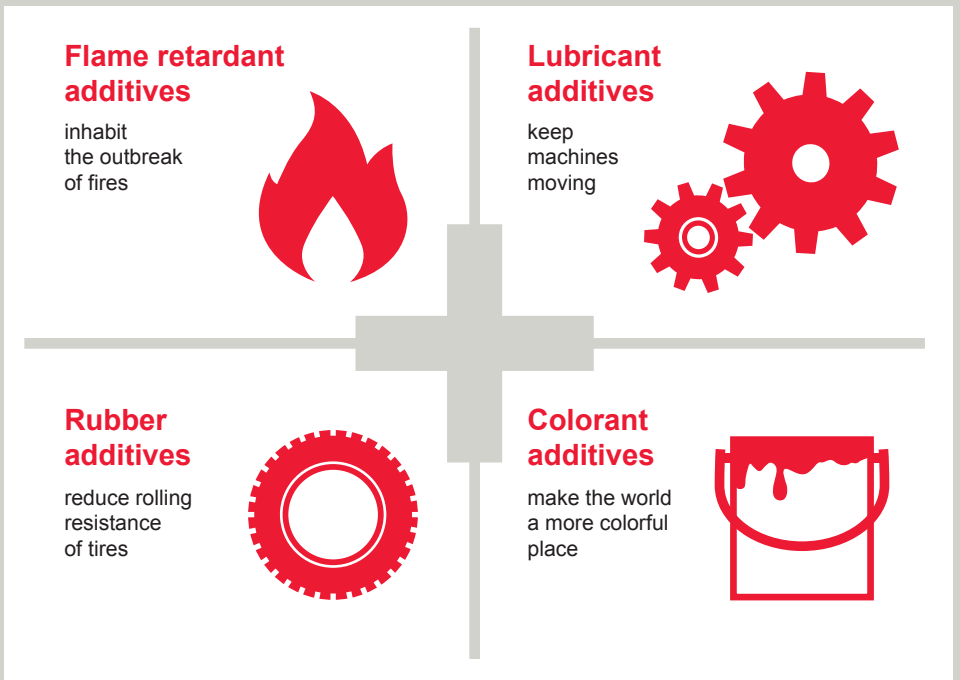 Flame retardant
additives
inhabit
the outbreak
of fires
Lubricant
additives
keep
machines
moving
Rubber
additives
reduce rolling
resistance
of tires
Colorant
additives
make the world
a more colorful
place